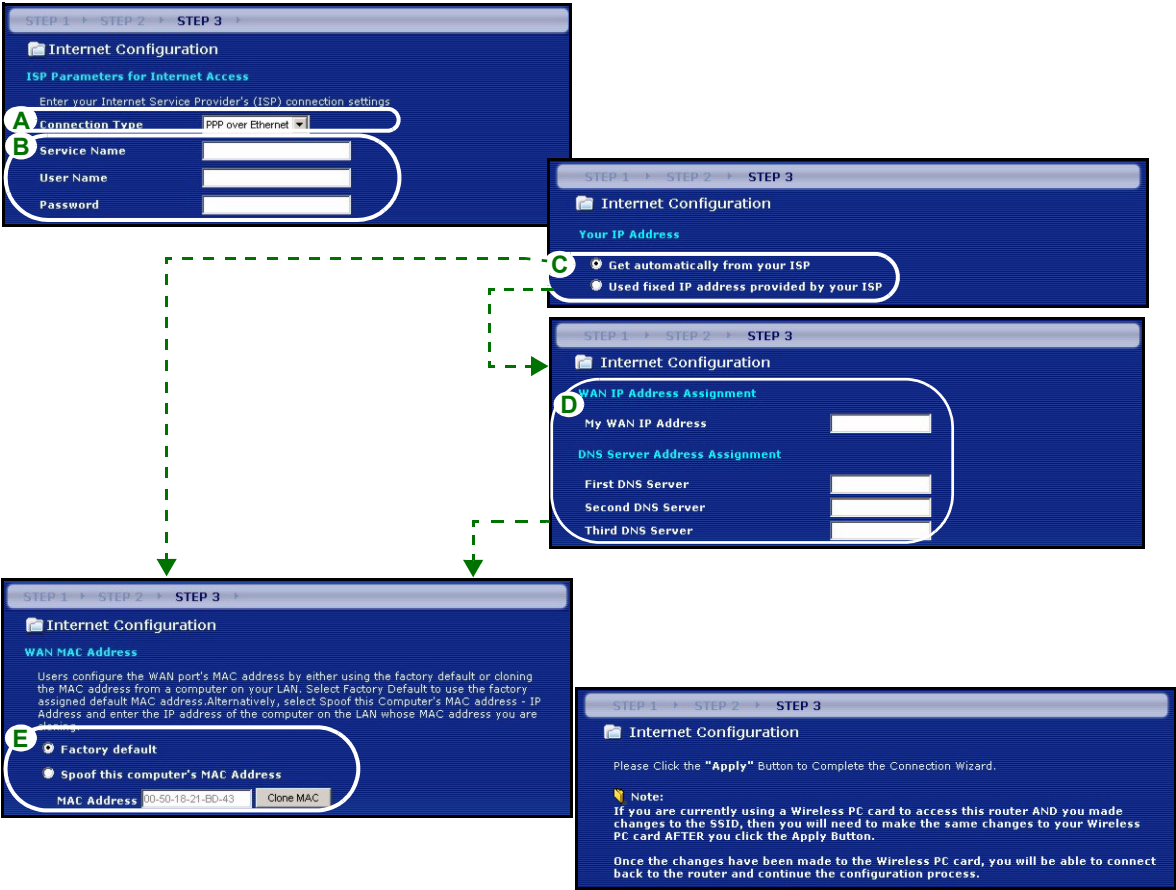 STEP 1 STEP 2 STEP 3
Internet Configuration
ISP Parameters for Internet Access
Enter your Internet Service Provider's (ISP) connection settings
A Connection Type PPP over Ethernet
B Service Name
User Name
Password
STEP 1 STEP 2 STEP 3
Internet Configuration
Your IP Address
C Get automatically from your ISP
Used fixed IP address provided by your ISP
STEP 1 STEP 2 STEP 3
Internet Configuration
WAN IP Address Assignment
D
My WAN IP Address
DNS Server Address Assignment
First DNS Server
Second DNS Server
Third DNS Server
STEP 1 STEP 2 STEP 3
Internet Configuration
WAN MAC Address
Users configure the WAN port's MAC address by either using the factory default or cloning
the MAC address from a computer on your LAN. Select Factory Default to use the factory
assigned default MAC address.Alternatively, select Spoof this Computer's MAC address - IP
Address and enter the IP address of the computer on the LAN whose MAC address you are
cloning.
E Factory default
Spoof this computer's MAC Address
MAC Address 00-50-18-21-BD-43 Clone MAC
STEP 1 STEP 2 STEP 3
Internet Configuration
Please Click the "Apply" Button to Complete the Connection Wizard.
Note:
If you are currently using a Wireless PC card to access this router AND you made
changes to the SSID, then you will need to make the same changes to your Wireless
PC card AFTER you click the Apply Button.
Once the changes have been made to the Wireless PC card, you will be able to connect
back to the router and continue the configuration process.